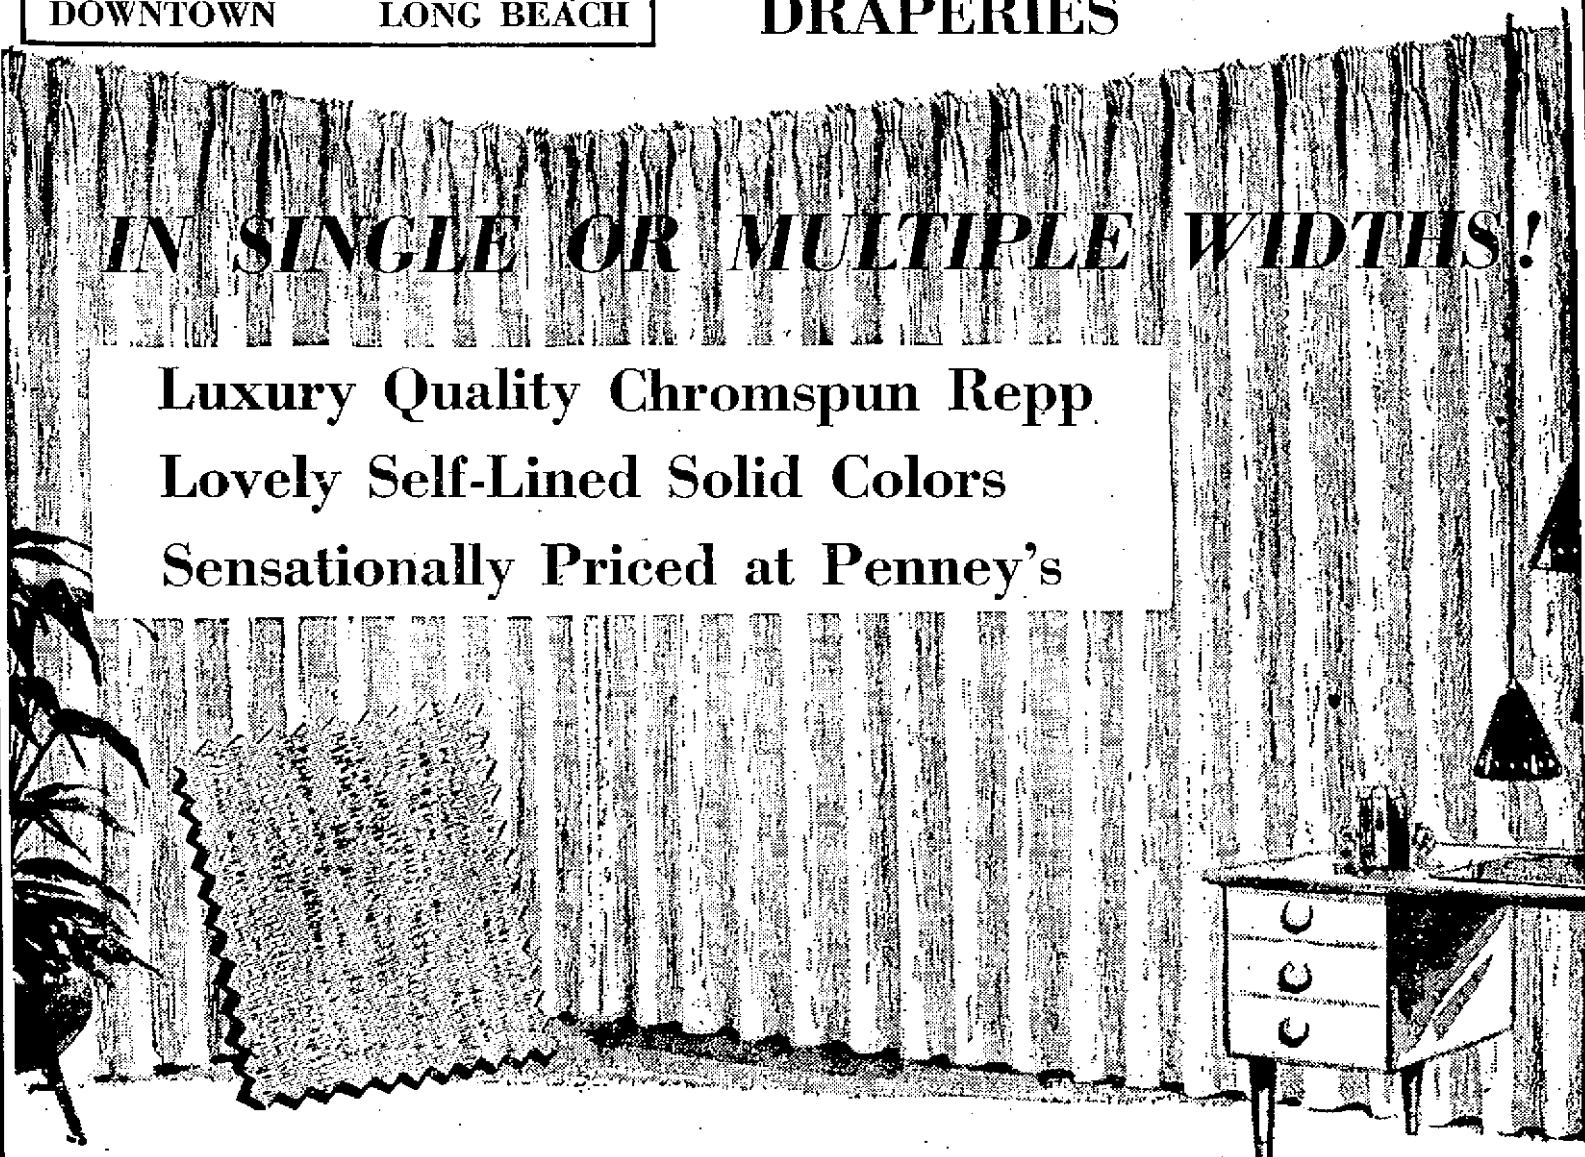 DOWNTOWN LONG BEACH
DRAPERIES
IN SINGLE OR MULTIPLE WIDTHS!
Luxury Quality Chromspun Repp
Lovely Self-Lined Solid Colors
Sensationally Priced at Penney's